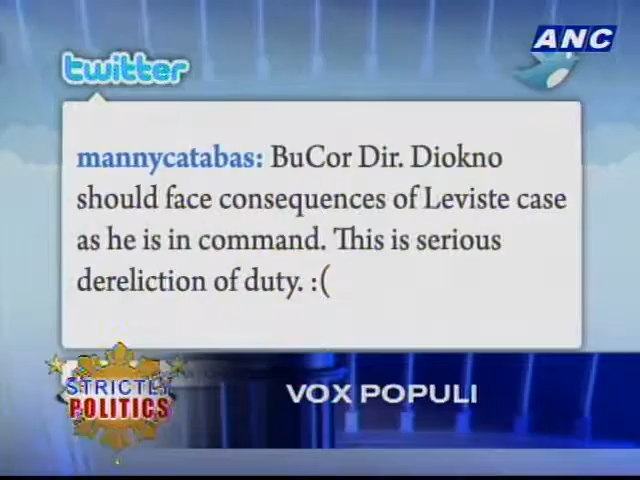 ANC
twitter
mannycatabas: BuCor Dir. Diokno
should face consequences of Leviste case
as he is in command. This is serious
dereliction of duty. :(
STRICTLY
POLITICS
VOX POPULI